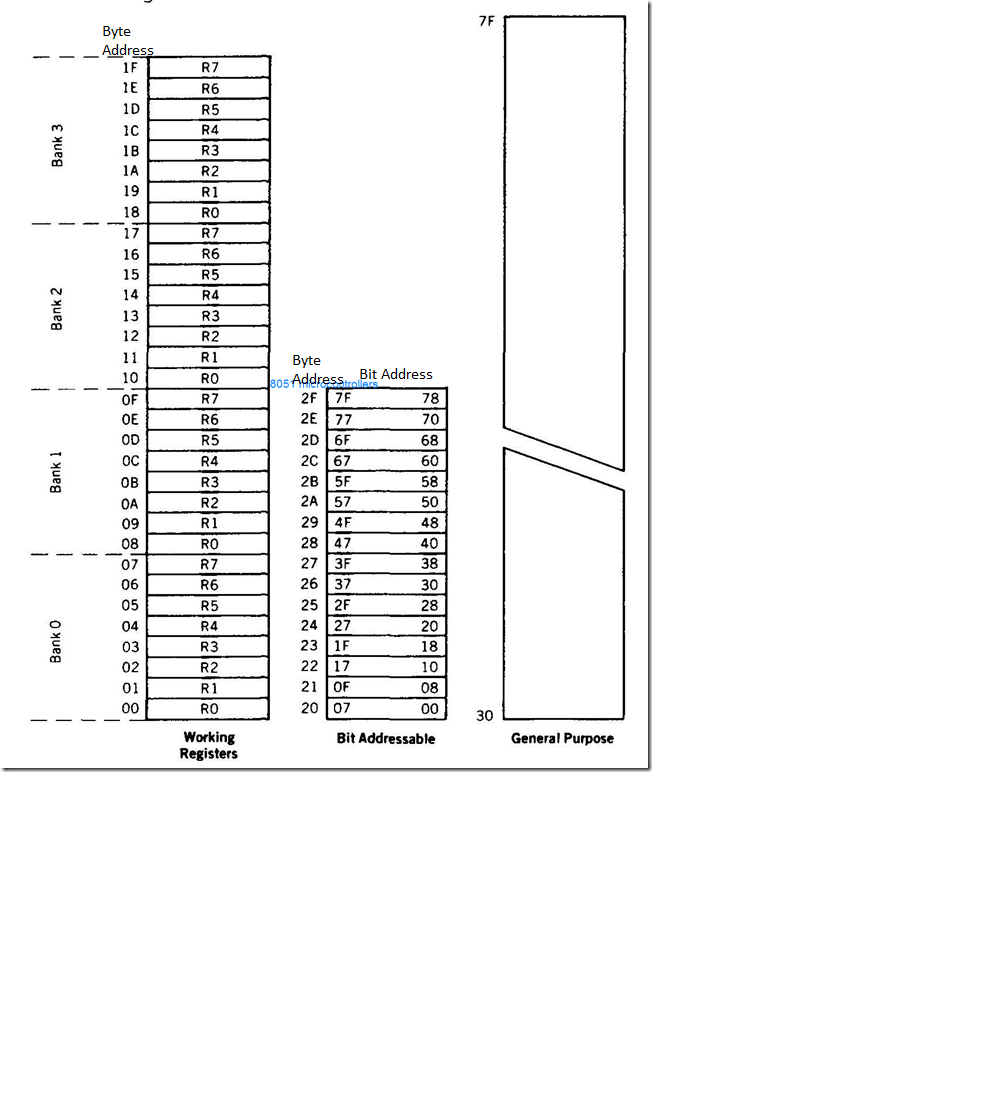 Byte
Address
1F R7
1E R6
1D R5
1C R4
1B R3
1A R2
19 R1
18 R0
Bank 3
17 R7
16 R6
15 R5
14 R4
13 R3
12 R2
11 R1
10 R0
Bank 2
0F R7
0E R6
0D R5
0C R4
0B R3
0A R2
09 R1
08 R0
Bank 1
07 R7
06 R6
05 R5
04 R4
03 R3
02 R2
01 R1
00 R0
Bank 0
Working
Registers
8051 microcontrollers
Byte
Address Bit Address
2F 7F 78
2E 77 70
2D 6F 68
2C 67 60
2B 5F 58
2A 57 50
29 4F 48
28 47 40
27 3F 38
26 37 30
25 2F 28
24 27 20
23 1F 18
22 17 10
21 0F 08
20 07 00
Bit Addressable
7F
30
General Purpose